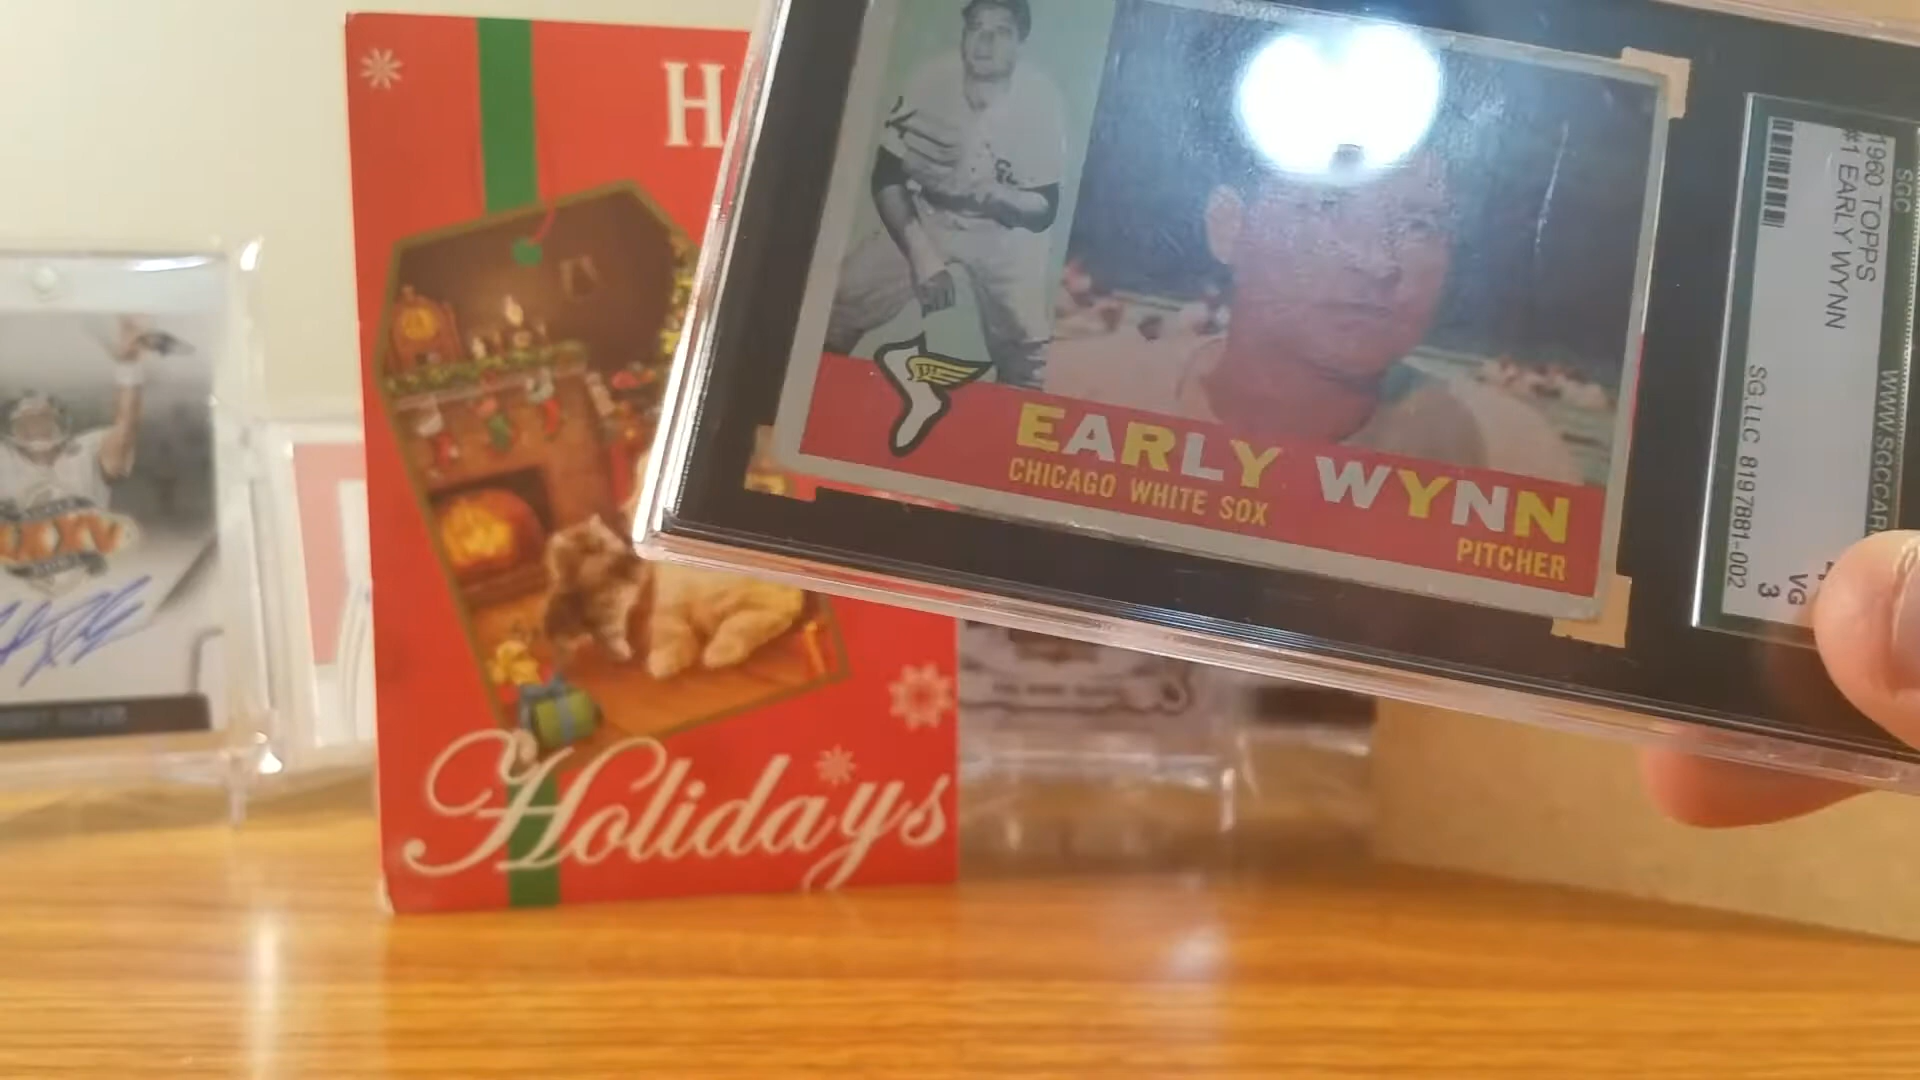 H
Holidays
EARLY WYNN
CHICAGO WHITE SOX
PITCHER
SGC
1960 TOPPS
#1 EARLY WYNN
VG
3
SG LLC 8197881-002
WWW.SGCCAR
XXXV